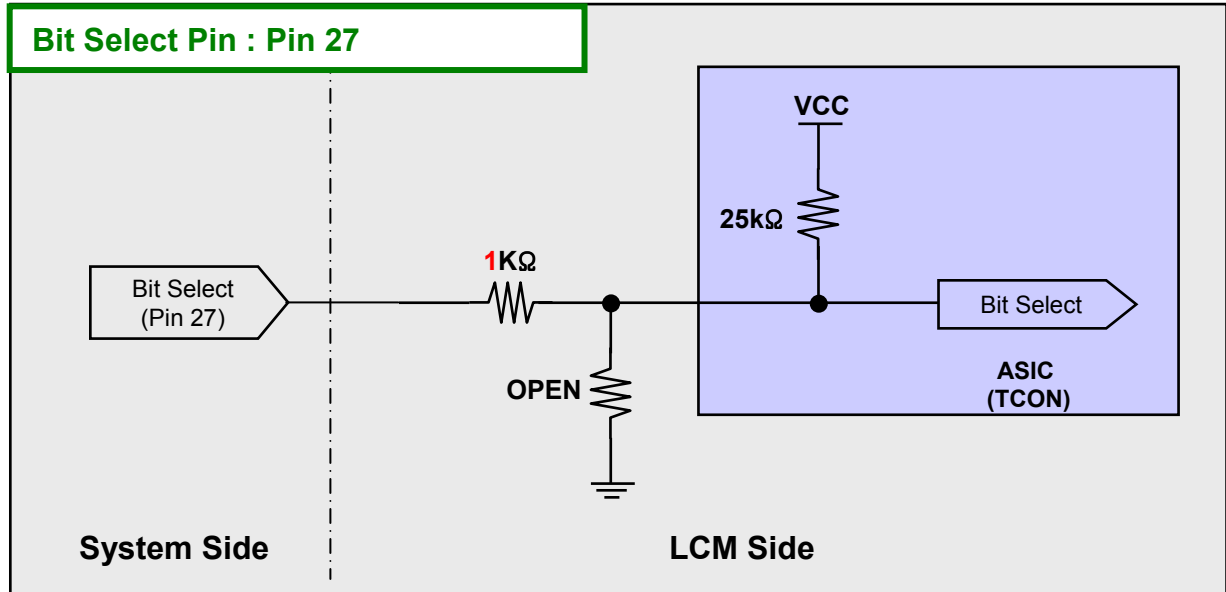 Bit Select Pin : Pin 27
VCC
25kΩ
1KΩ
Bit Select
(Pin 27)
Bit Select
OPEN
ASIC
(TCON)
System Side
LCM Side